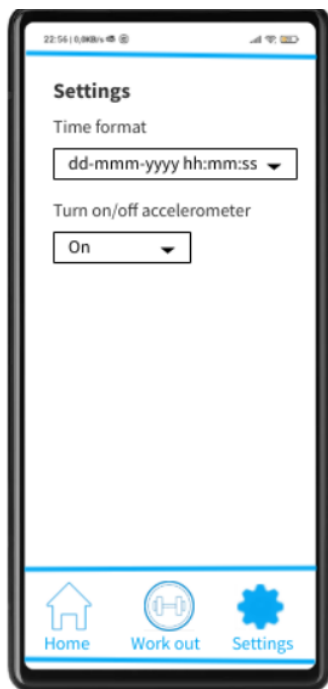 22:56 | 0,0KB/s
Settings
Time format
dd-mmm-yyyy hh:mm:ss
Turn on/off accelerometer
On
Home Work out Settings